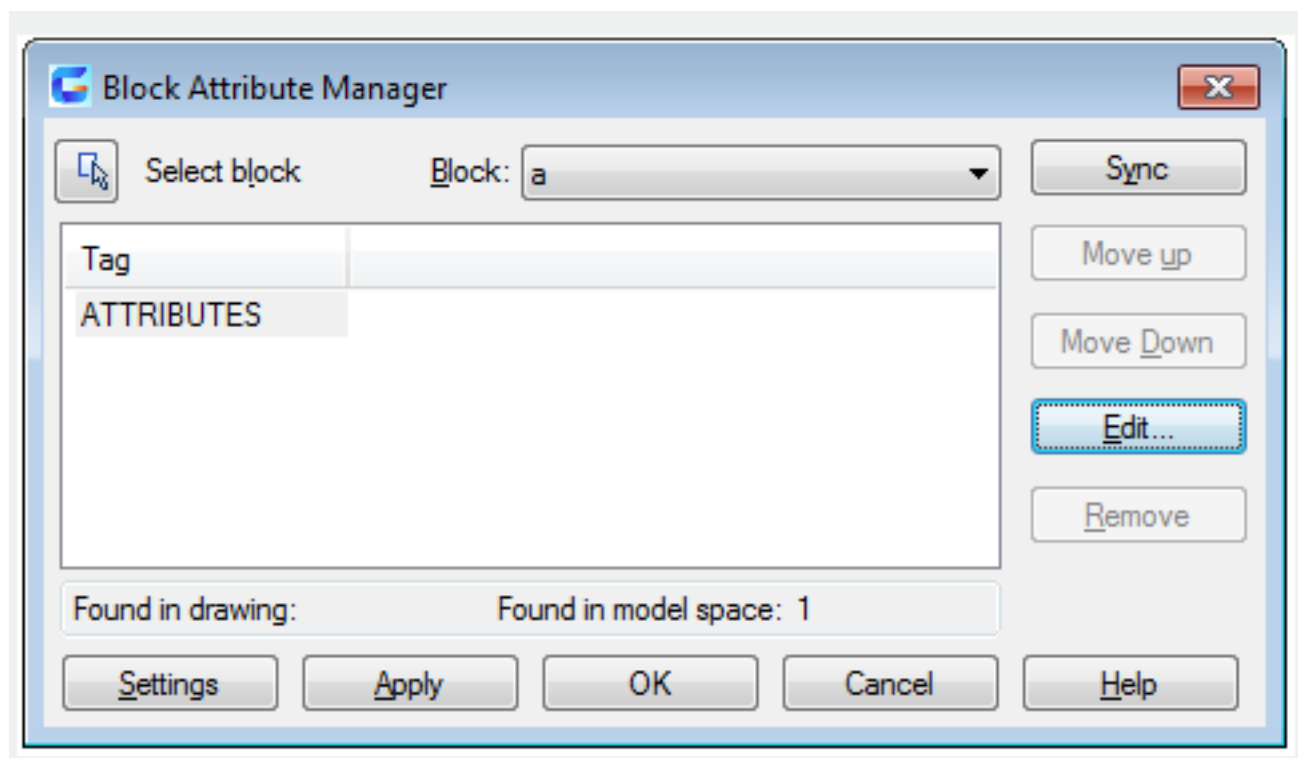 Block Attribute Manager
Select block Block: a Sync
Tag Move up
ATTRIBUTES
Move Down
Edit...
Remove
Found in drawing: Found in model space: 1
Settings Apply OK Cancel Help